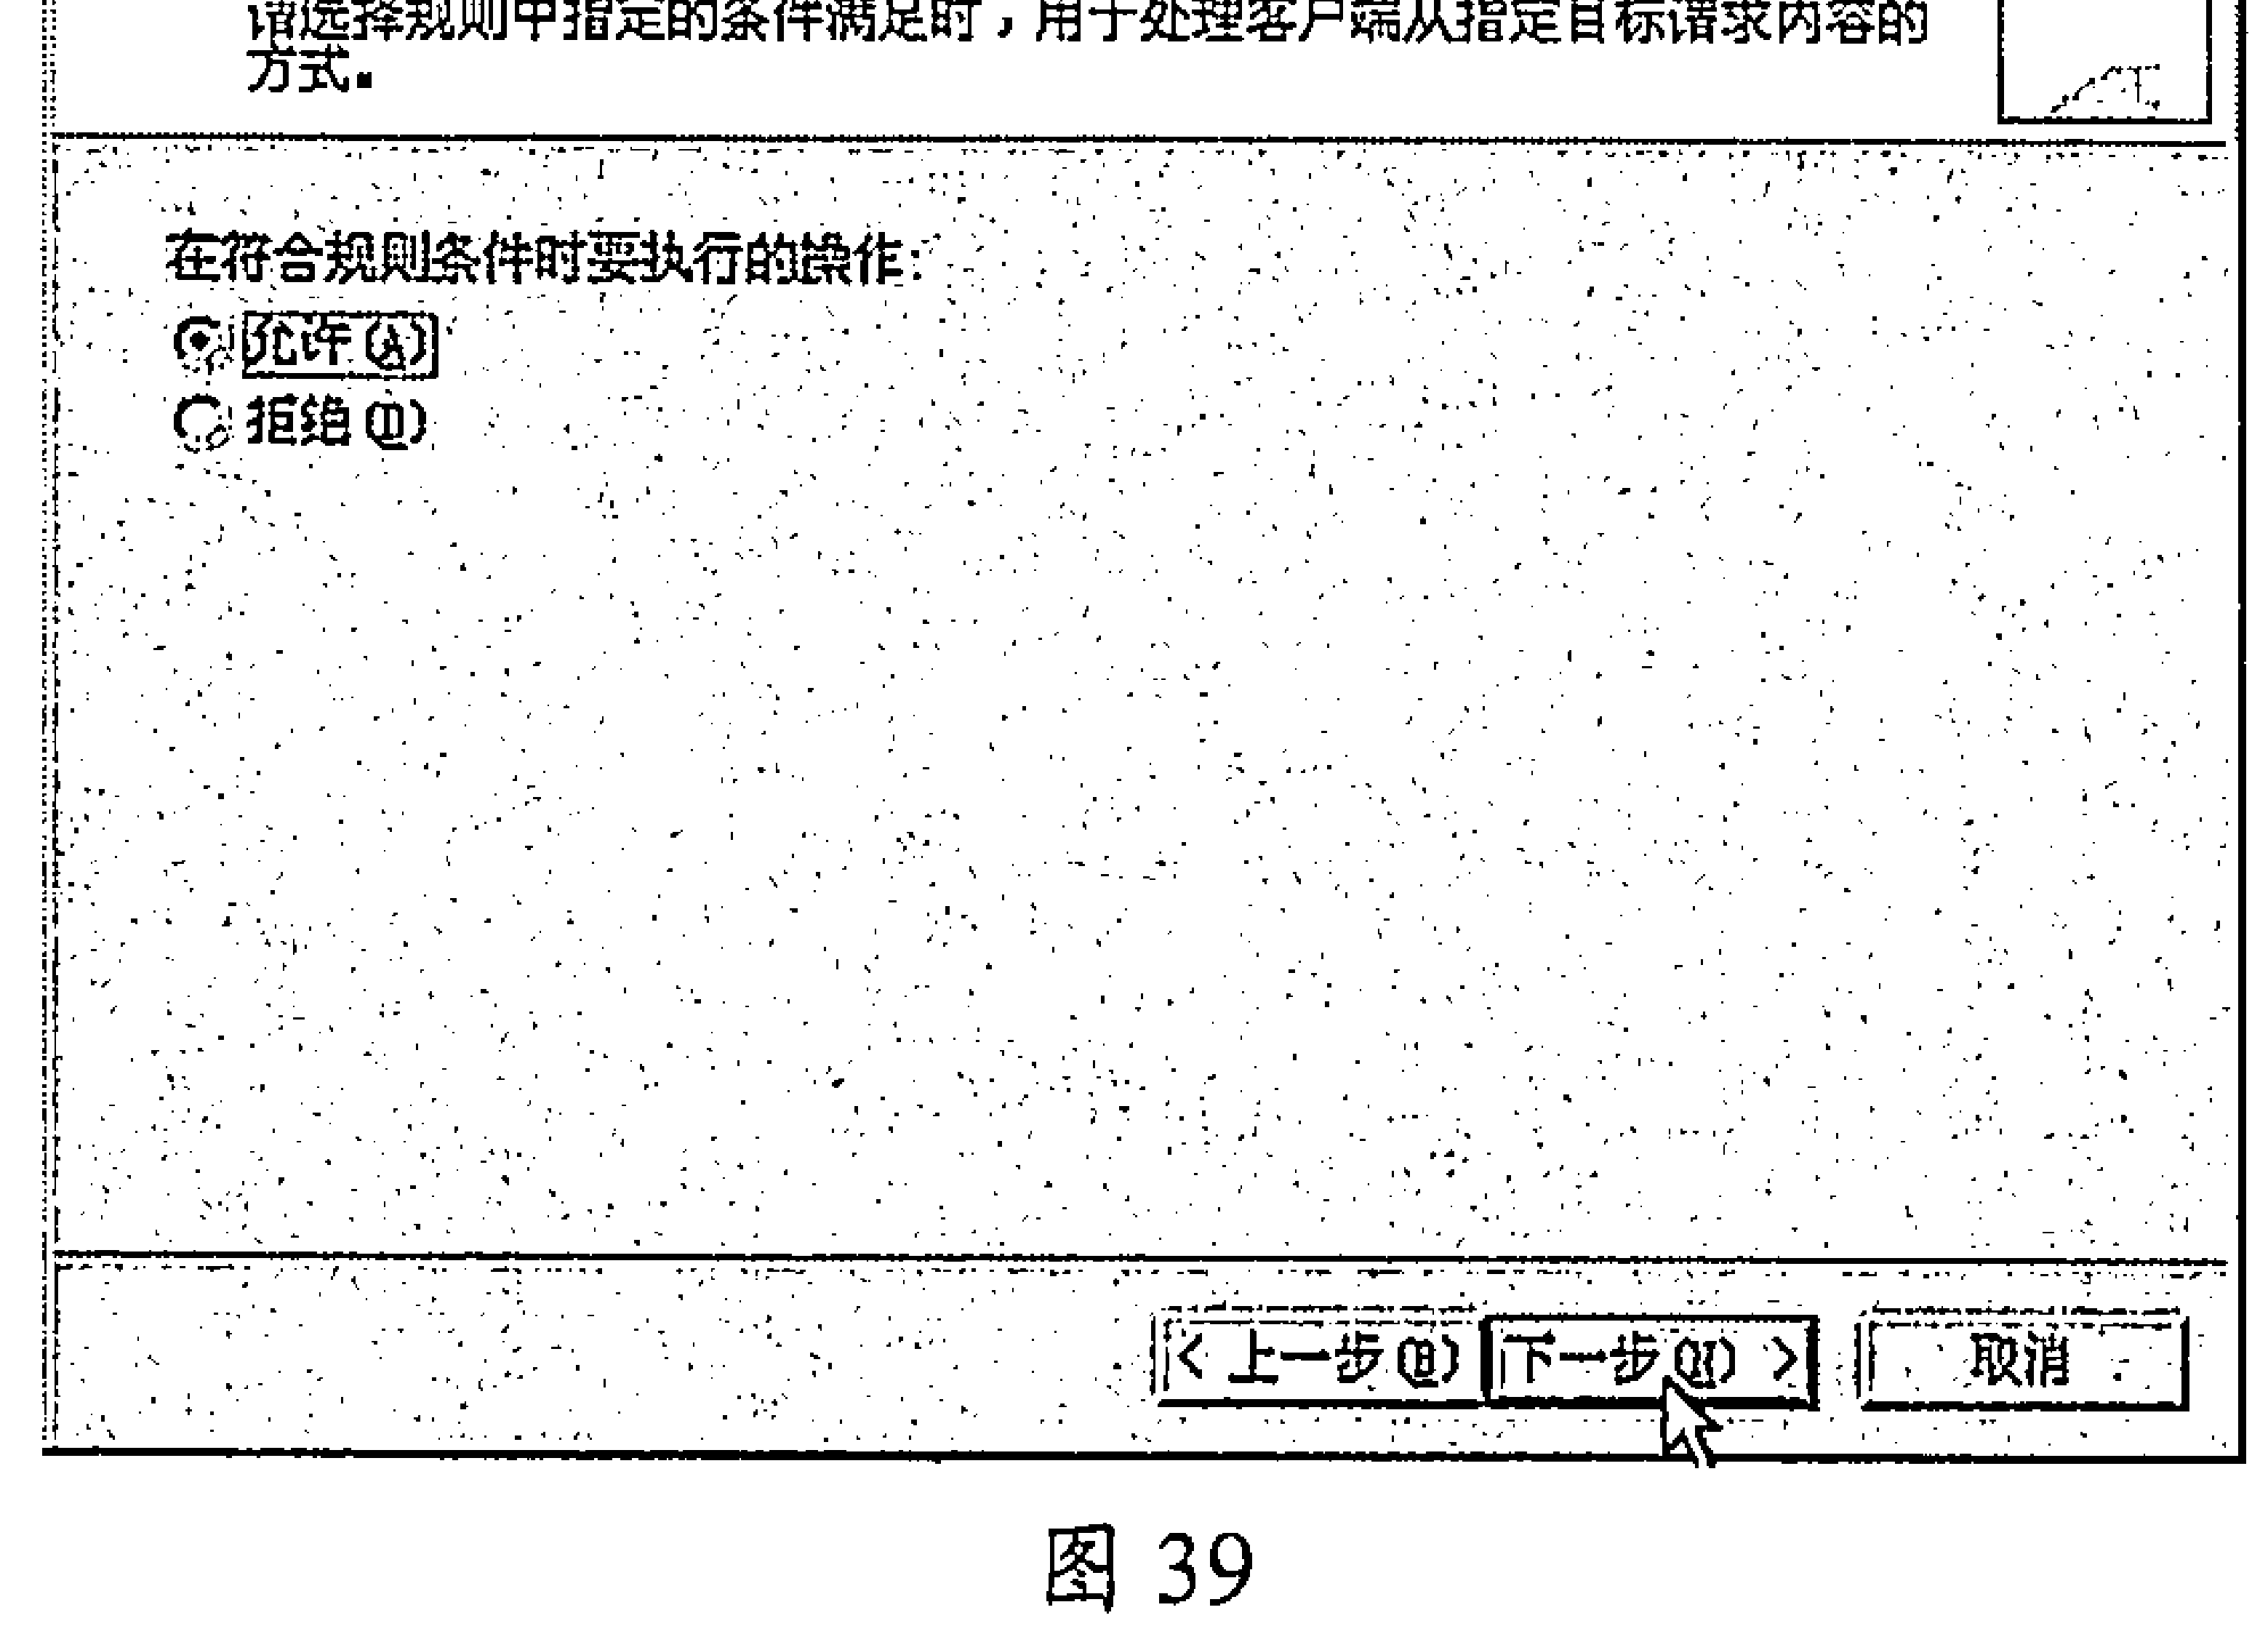 请选择规则中指定的条件满足时，用于处理客户端从指定目标请求内容的
方式。
在符合规则条件时要执行的操作:
允许(A)
拒绝(D)
< 上一步(B)
下一步(N) >
取消
图 39